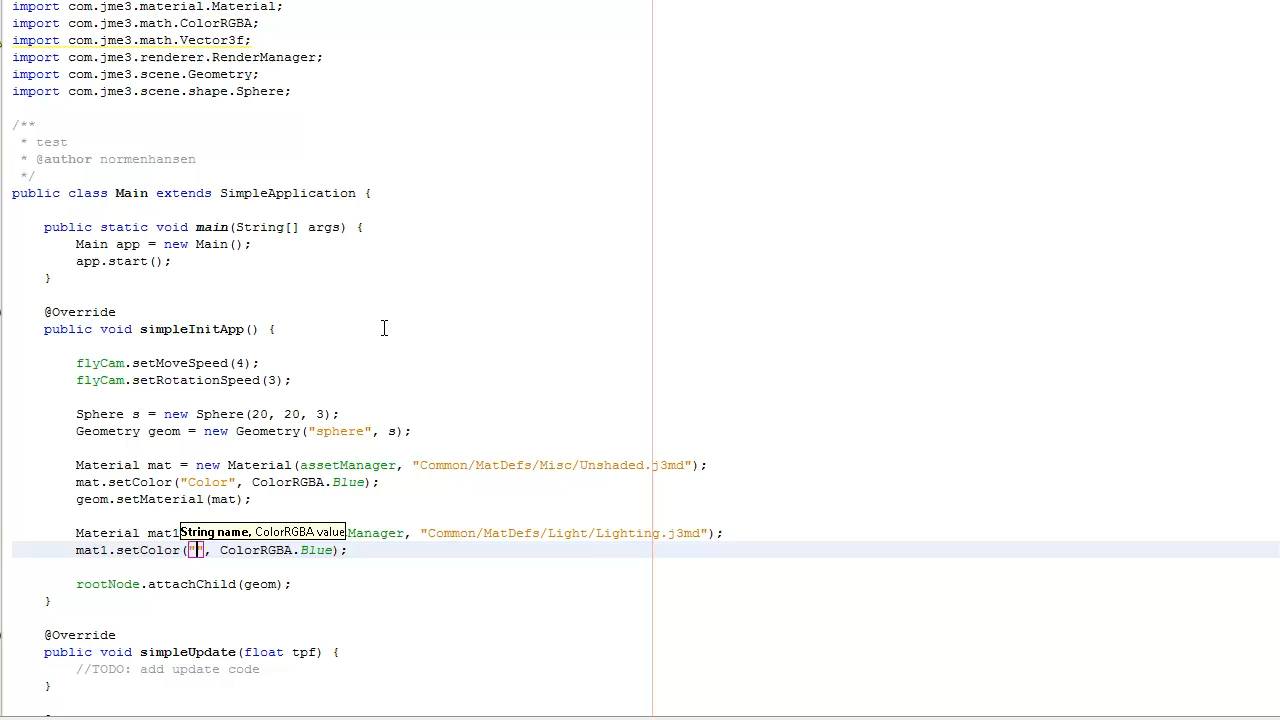 import com.jme3.material.Material;
import com.jme3.math.ColorRGBA;
import com.jme3.math.Vector3f;
import com.jme3.renderer.RenderManager;
import com.jme3.scene.Geometry;
import com.jme3.scene.shape.Sphere;
/**
 * test
 * @author normenhansen
 */
public class Main extends SimpleApplication {
    public static void main(String[] args) {
        Main app = new Main();
        app.start();
    }
    @Override
    public void simpleInitApp() {
        flyCam.setMoveSpeed(4);
        flyCam.setRotationSpeed(3);
        Sphere s = new Sphere(20, 20, 3);
        Geometry geom = new Geometry("sphere", s);
        Material mat = new Material(assetManager, "Common/MatDefs/Misc/Unshaded.j3md");
        mat.setColor("Color", ColorRGBA.Blue);
        geom.setMaterial(mat);
        Material mat1 String name, ColorRGBA value Manager, "Common/MatDefs/Light/Lighting.j3md");
        mat1.setColor("", ColorRGBA.Blue);
        rootNode.attachChild(geom);
    }
    @Override
    public void simpleUpdate(float tpf) {
        //TODO: add update code
    }